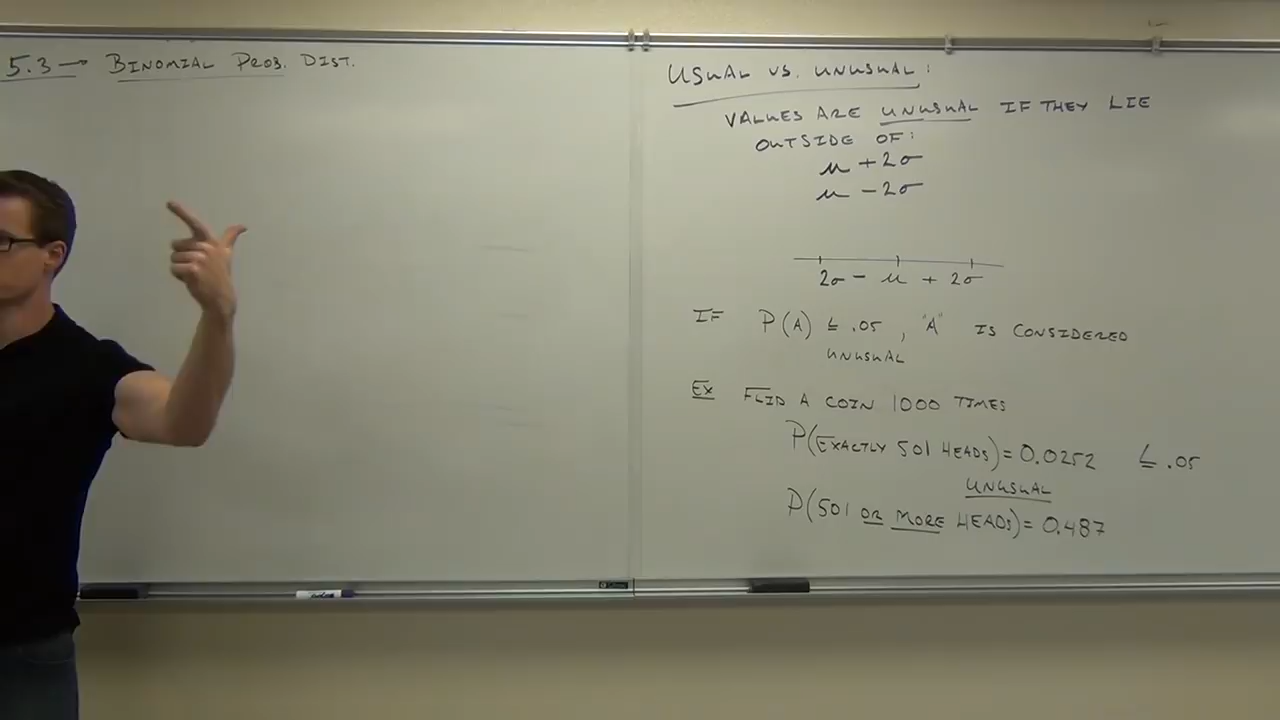 5.3 → BINOMIAL PROB. DIST.
USUAL VS. UNUSUAL:
VALUES ARE UNUSUAL IF THEY LIE
OUTSIDE OF:
μ + 2σ
μ - 2σ
2σ - μ + 2σ
IF P(A) ≤ .05, "A" IS CONSIDERED
UNUSUAL
EX FLIP A COIN 1000 TIMES
P(EXACTLY 501 HEADS) = 0.0252 ≤ .05
UNUSUAL
P(501 OR MORE HEADS) = 0.487